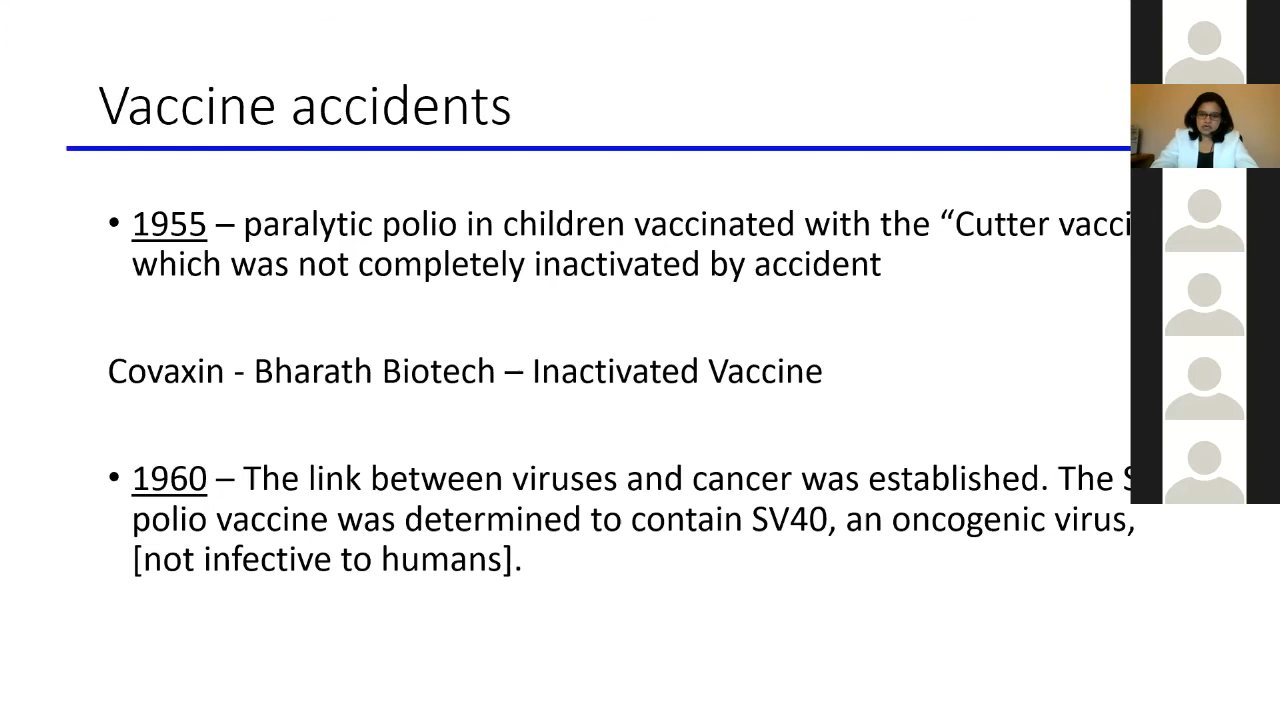 Vaccine accidents
• 1955 – paralytic polio in children vaccinated with the “Cutter
which was not completely inactivated by accident
Covaxin - Bharath Biotech – Inactivated Vaccine
• 1960 – The link between viruses and cancer was established. The
polio vaccine was determined to contain SV40, an oncogenic virus,
[not infective to humans].